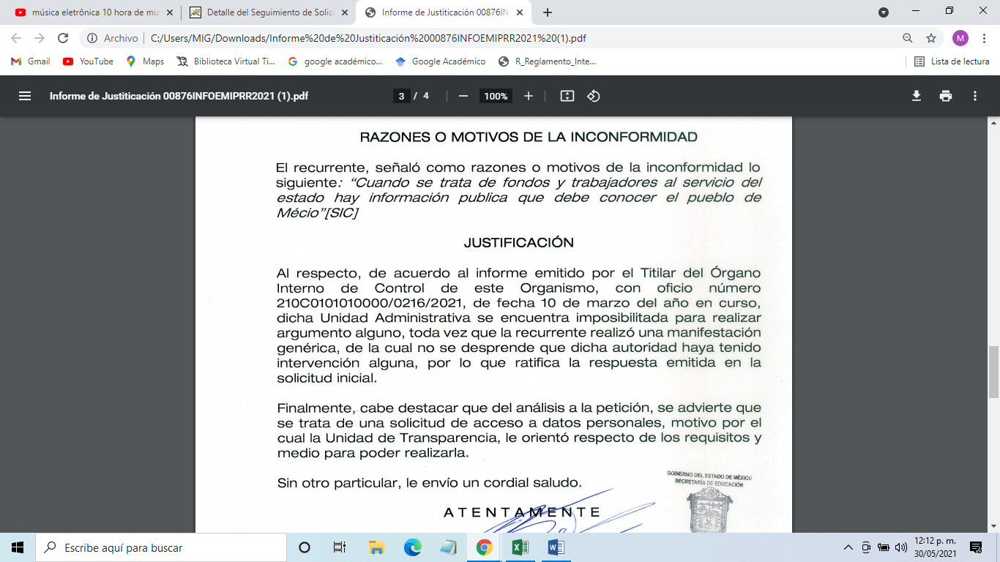 música eletrônica 10 hora de mu
Detalle del Seguimiento de Solici
Informe de Justiticación 00876IN
Archivo
C:/Users/MIG/Downloads/Informe%20de%20Justiticación%2000876INFOEMIPRR2021%20(1).pdf
M
Gmail
YouTube
Maps
Biblioteca Virtual Ti...
google académico...
Google Académico
R_Reglamento_Inte...
Lista de lectura
Informe de Justiticación 00876INFOEMIPRR2021 (1).pdf
3 / 4
100%
RAZONES O MOTIVOS DE LA INCONFORMIDAD
El recurrente, señaló como razones o motivos de la inconformidad lo
siguiente: “Cuando se trata de fondos y trabajadores al servicio del
estado hay información publica que debe conocer el pueblo de
Mécio”[SIC]
JUSTIFICACIÓN
Al respecto, de acuerdo al informe emitido por el Titilar del Órgano
Interno de Control de este Organismo, con oficio número
210C0101010000/0216/2021, de fecha 10 de marzo del año en curso,
dicha Unidad Administrativa se encuentra imposibilitada para realizar
argumento alguno, toda vez que la recurrente realizó una manifestación
genérica, de la cual no se desprende que dicha autoridad haya tenido
intervención alguna, por lo que ratifica la respuesta emitida en la
solicitud inicial.
Finalmente, cabe destacar que del análisis a la petición, se advierte que
se trata de una solicitud de acceso a datos personales, motivo por el
cual la Unidad de Transparencia, le orientó respecto de los requisitos y
medio para poder realizarla.
GOBIERNO DEL ESTADO DE MÉXICO
SECRETARÍA DE EDUCACIÓN
Sin otro particular, le envío un cordial saludo.
A T E N T A M E N T E
Escribe aquí para buscar
12:12 p. m.
30/05/2021